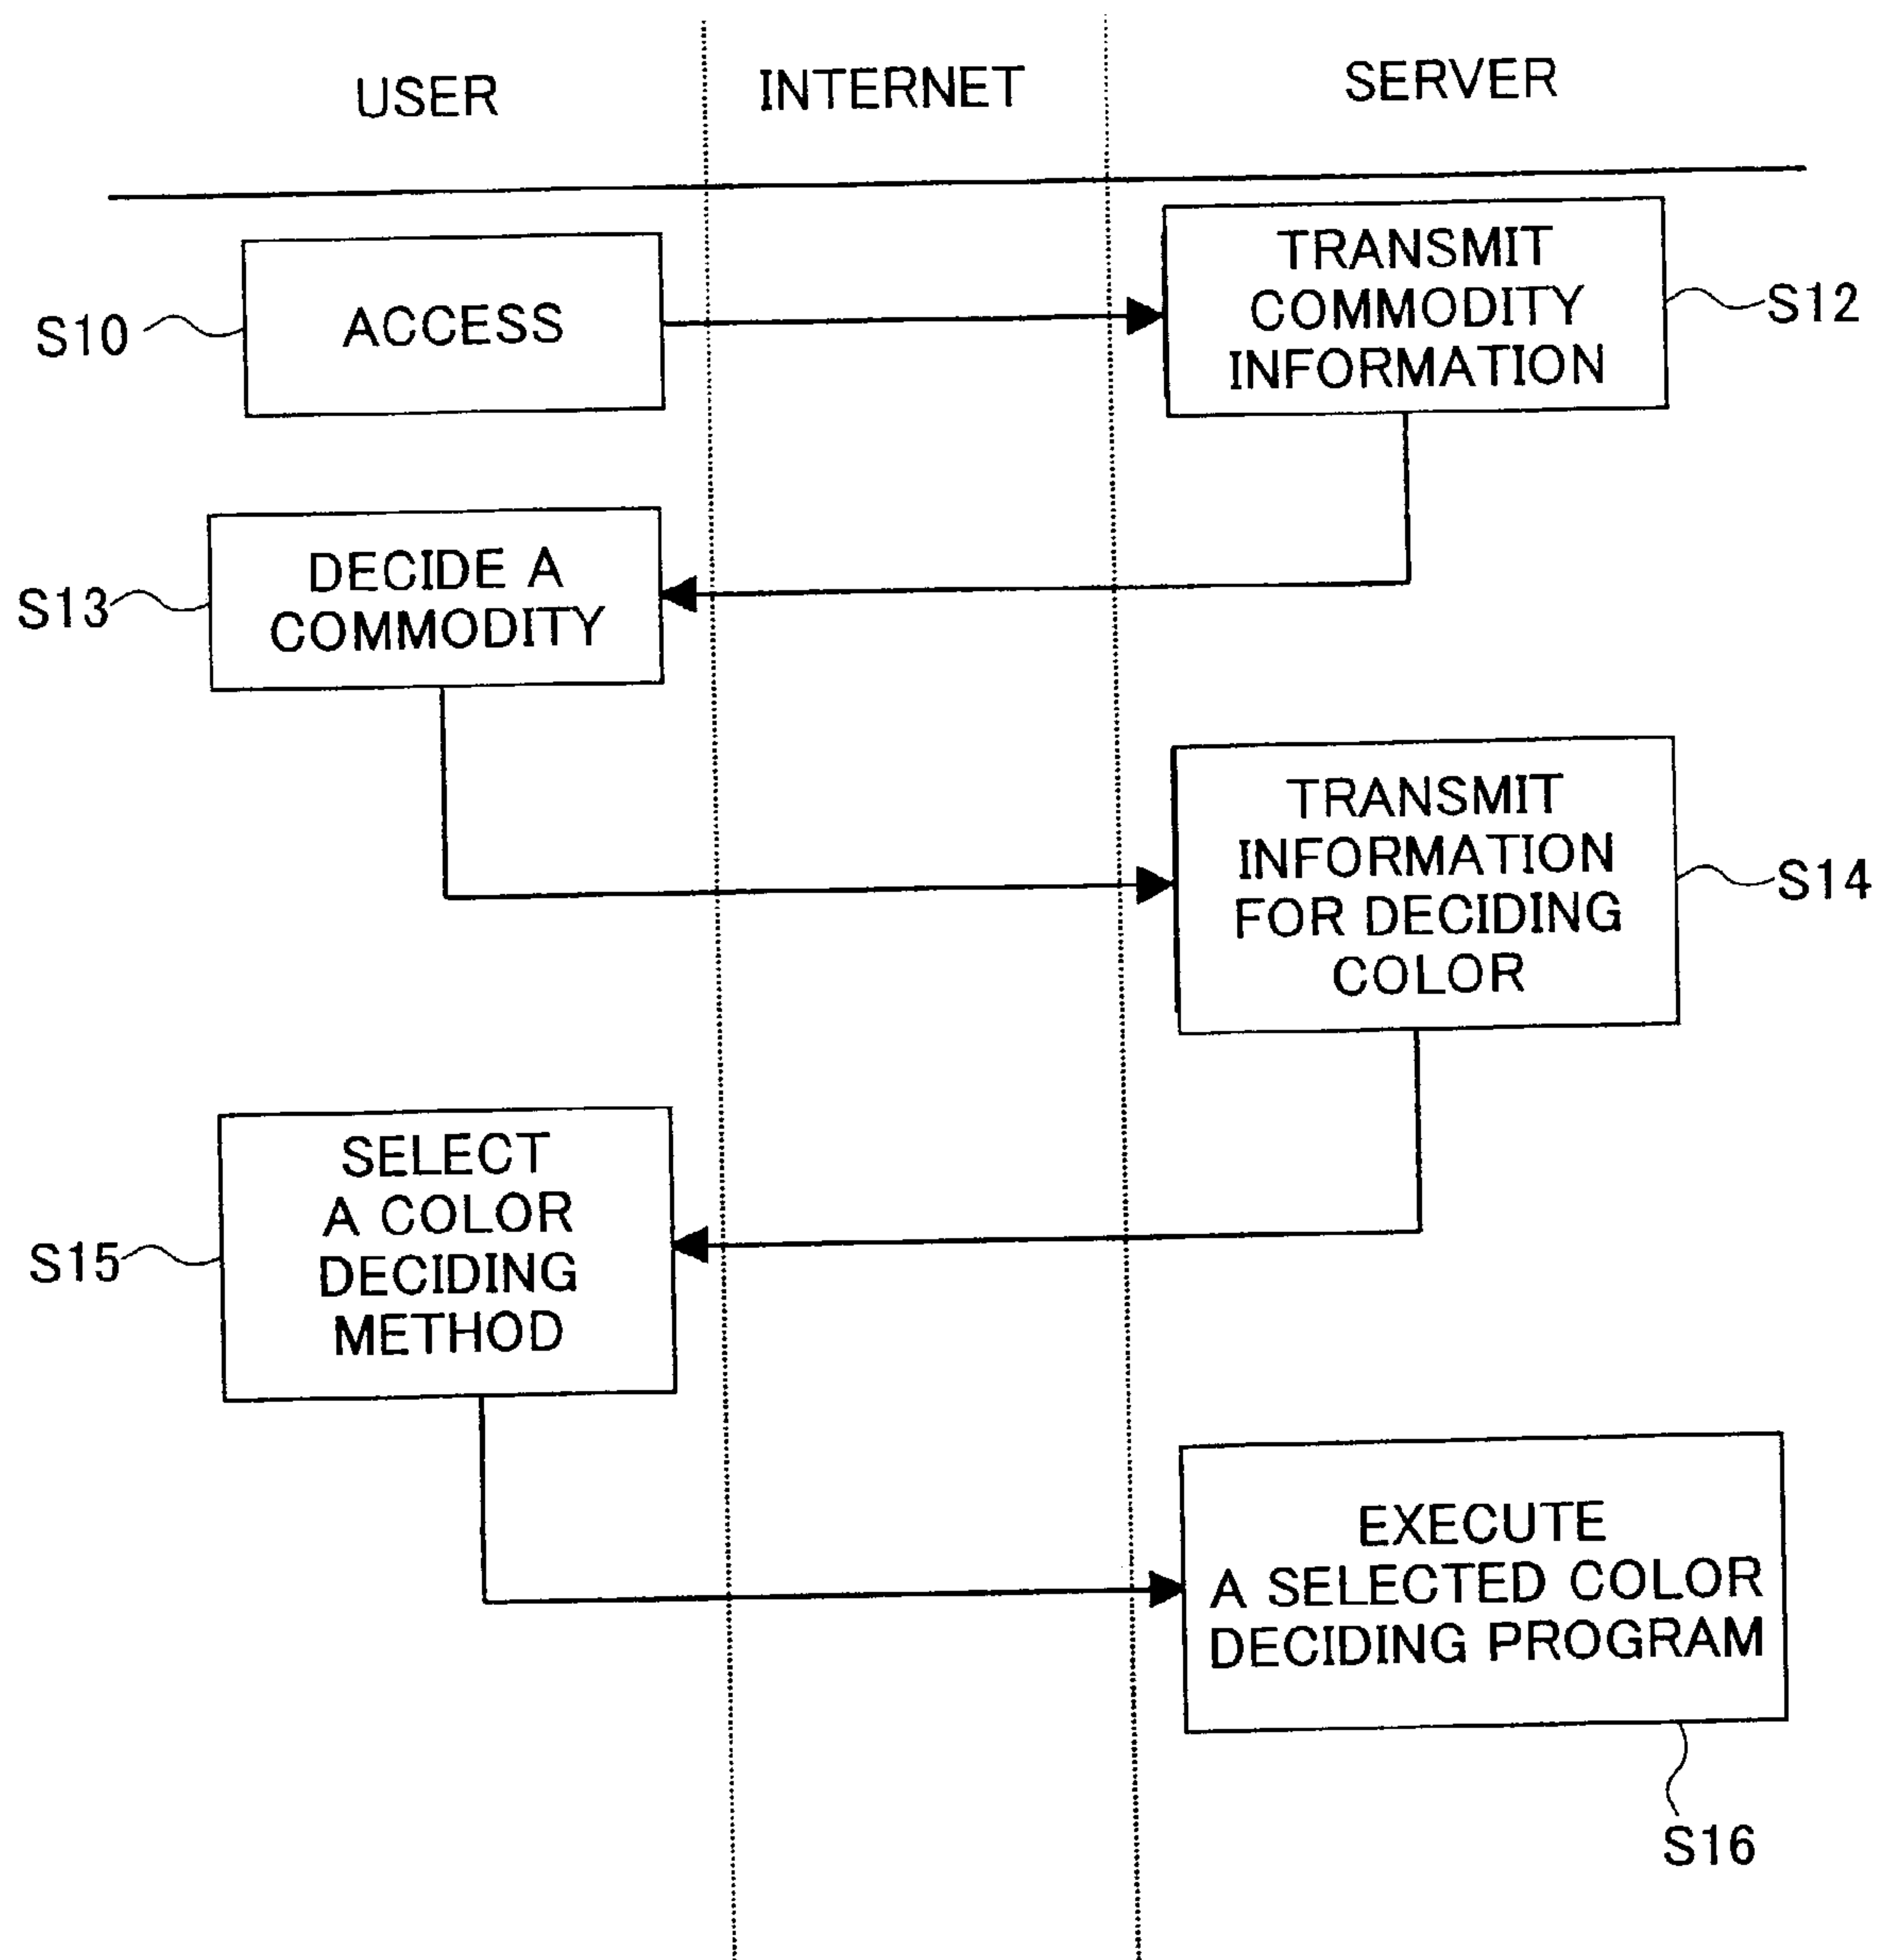 USER
INTERNET
SERVER
S10
ACCESS
TRANSMIT
COMMODITY
INFORMATION
S12
S13
DECIDE A
COMMODITY
TRANSMIT
INFORMATION
FOR DECIDING
COLOR
S14
S15
SELECT
A COLOR
DECIDING
METHOD
EXECUTE
A SELECTED COLOR
DECIDING PROGRAM
S16